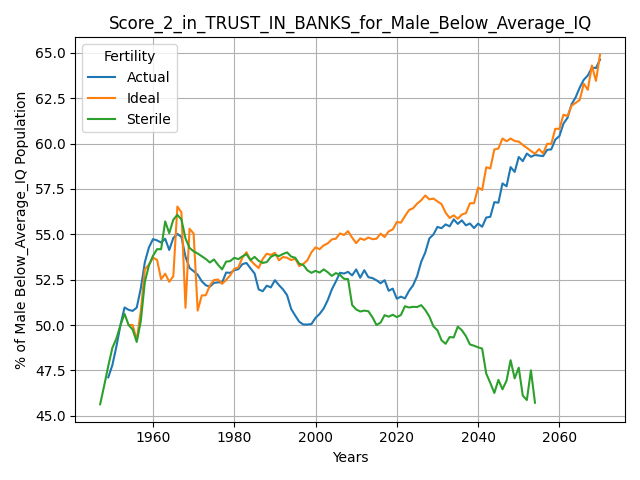 Score_2_in_TRUST_IN_BANKS_for_Male_Below_Average_IQ
% of Male Below_Average_IQ Population
65.0
62.5
60.0
57.5
55.0
52.5
50.0
47.5
45.0
Fertility
Actual
Ideal
Sterile
1960
1980
2000
2020
2040
2060
Years